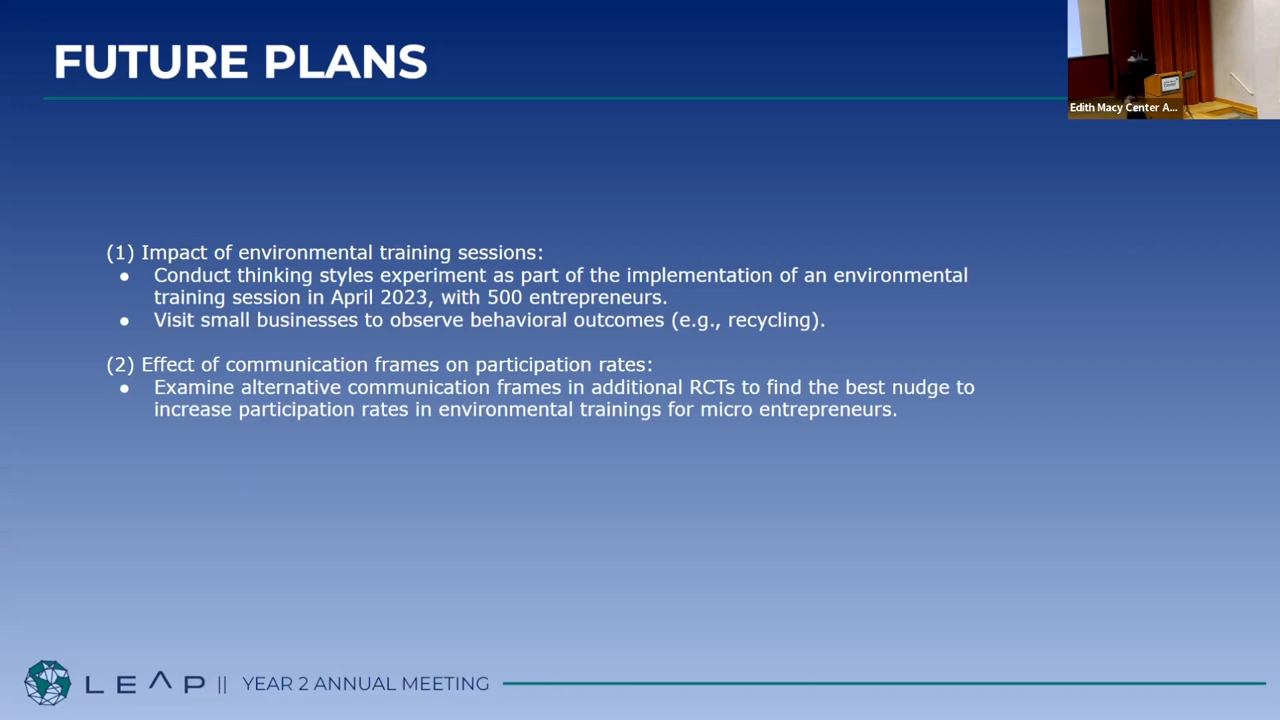 FUTURE PLANS
Edith Macy Center A...
(1) Impact of environmental training sessions:
● Conduct thinking styles experiment as part of the implementation of an environmental
training session in April 2023, with 500 entrepreneurs.
● Visit small businesses to observe behavioral outcomes (e.g., recycling).
(2) Effect of communication frames on participation rates:
● Examine alternative communication frames in additional RCTs to find the best nudge to
increase participation rates in environmental trainings for micro entrepreneurs.
LEAP || YEAR 2 ANNUAL MEETING